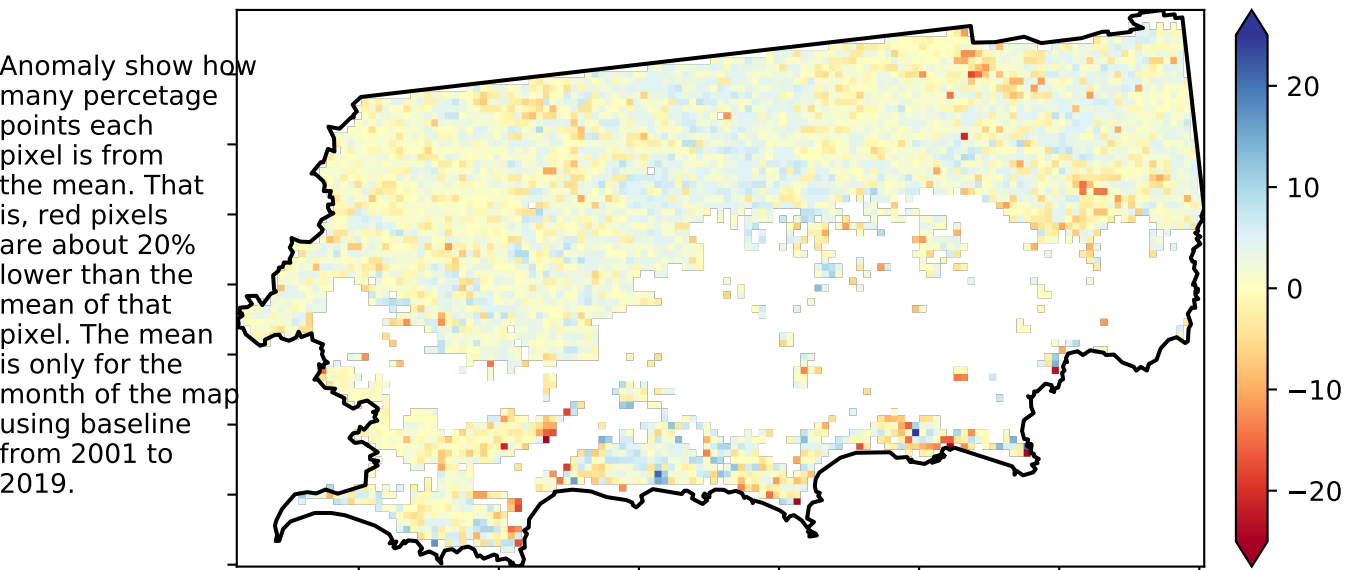 Anomaly show how
many percetage
points each
pixel is from
the mean. That
is, red pixels
are about 20%
lower than the
mean of that
pixel. The mean
is only for the
month of the map
using baseline
from 2001 to
2019.
20
10
0
−10
−20